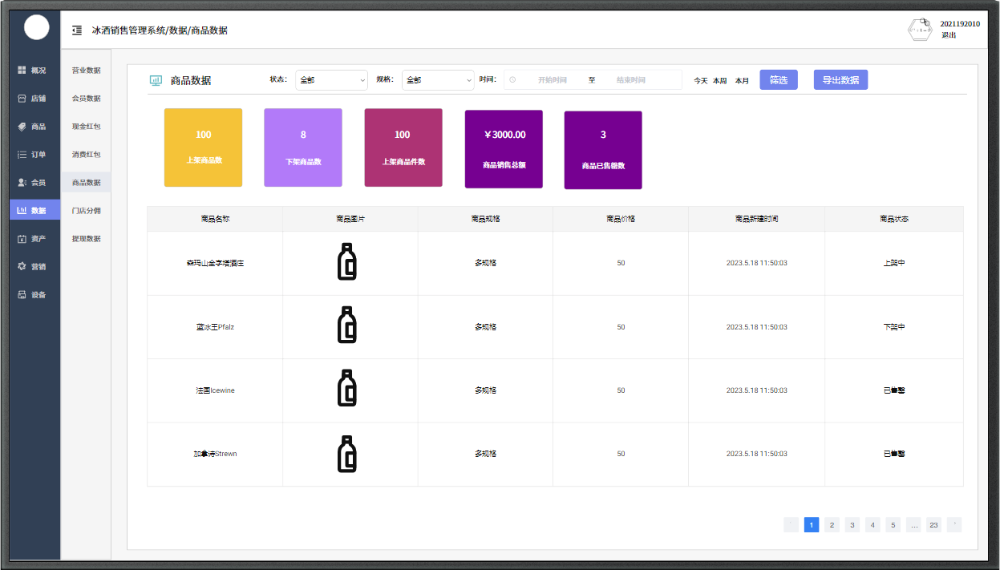 冰酒销售管理系统/数据/商品数据
2021192010
退出
概况
店铺
商品
订单
会员
数据
资产
营销
设备
营业数据
会员数据
现金红包
消费红包
商品数据
门店分佣
提现数据
商品数据 状态： 全部 规格： 全部 时间： 开始时间 至 结束时间 今天 本周 本月 筛选 导出数据
100
上架商品数
8
下架商品数
100
上架商品件数
￥3000.00
商品销售总额
3
商品已售罄数
商品名称 商品图片 商品规格 商品价格 商品新建时间 商品状态
森玛山金字塔酒庄 多规格 50 2023.5.18 11:50:03 上架中
蓝冰王Pfalz 多规格 50 2023.5.18 11:50:03 下架中
法国Icewine 多规格 50 2023.5.18 11:50:03 已售罄
加拿诗Strewn 多规格 50 2023.5.18 11:50:03 已售罄
1 2 3 4 5 … 23